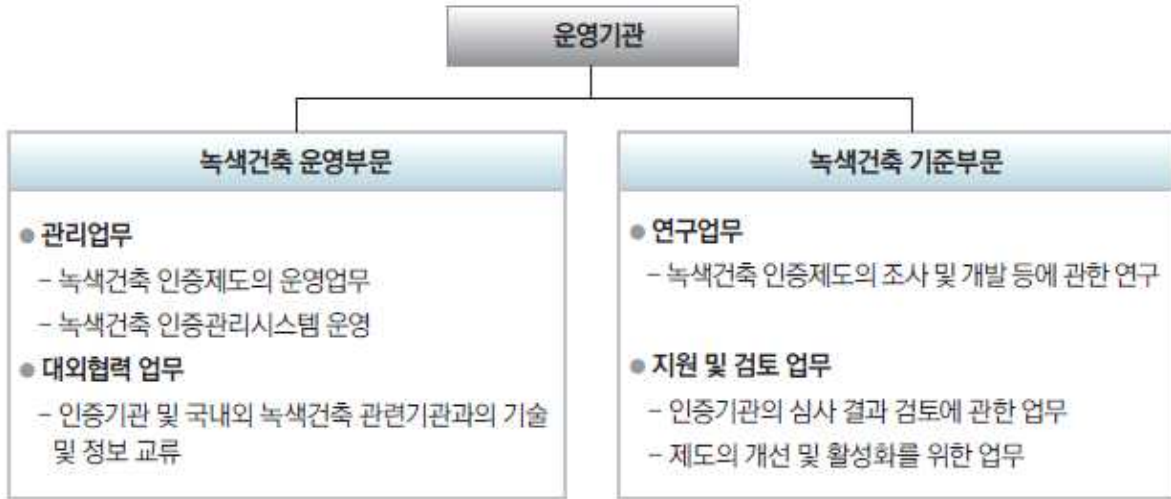 운영기관
녹색건축 운영부문
● 관리업무
- 녹색건축 인증제도의 운영업무
- 녹색건축 인증관리시스템 운영
● 대외협력 업무
- 인증기관 및 국내외 녹색건축 관련기관과의 기술
및 정보 교류
녹색건축 기준부문
● 연구업무
- 녹색건축 인증제도의 조사 및 개발 등에 관한 연구
● 지원 및 검토 업무
- 인증기관의 심사 결과 검토에 관한 업무
- 제도의 개선 및 활성화를 위한 업무